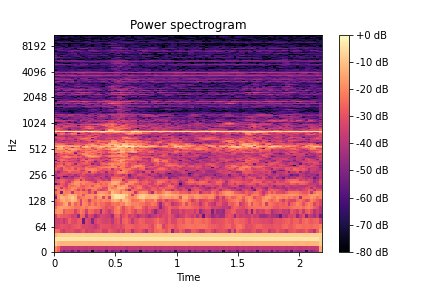 Power spectrogram
8192
4096
2048
1024
512
256
128
64
0
Hz
0
0.5
1
1.5
2
Time
+0 dB
-10 dB
-20 dB
-30 dB
-40 dB
-50 dB
-60 dB
-70 dB
-80 dB